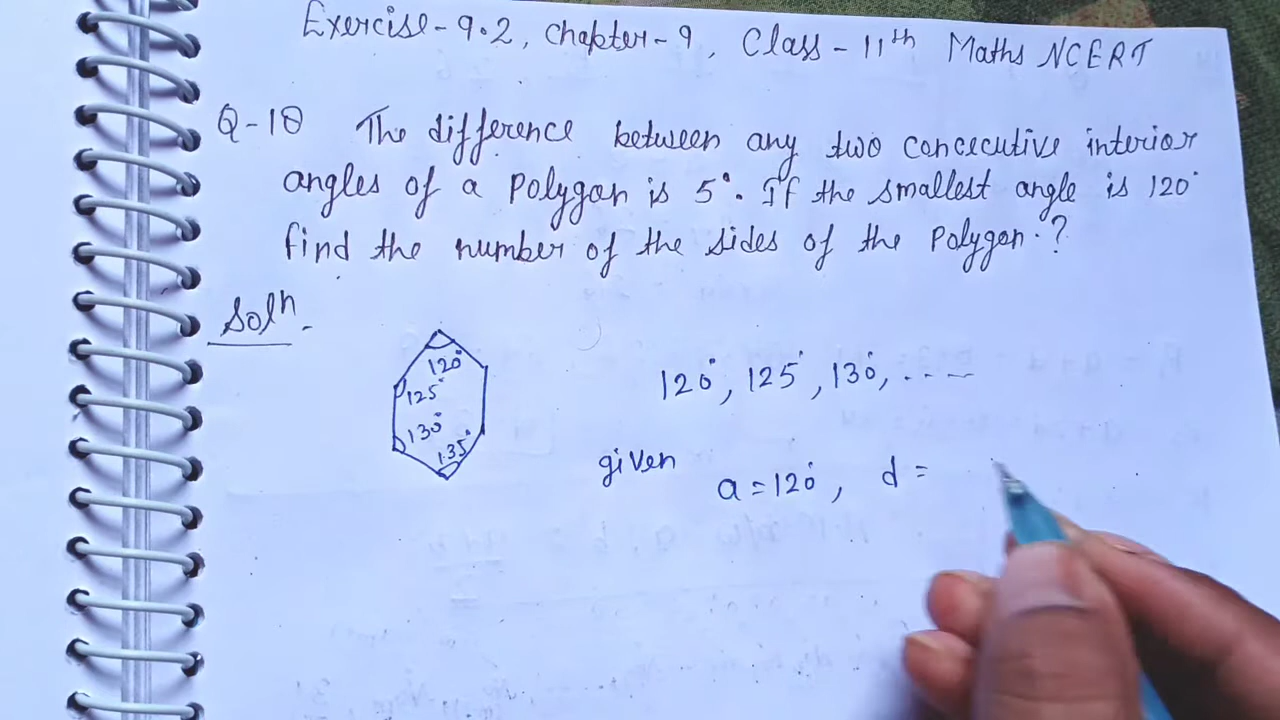 Exercise-9.2, Chapter-9, Class-11th Maths NCERT
Q-18 The difference between any two concecutive interior
angles of a Polygon is 5°. If the smallest angle is 120°
find the number of the sides of the Polygon.?
Solⁿ.
120°
125°
130°
135°
120°, 125°, 130°, .....
given
a = 120°, d =